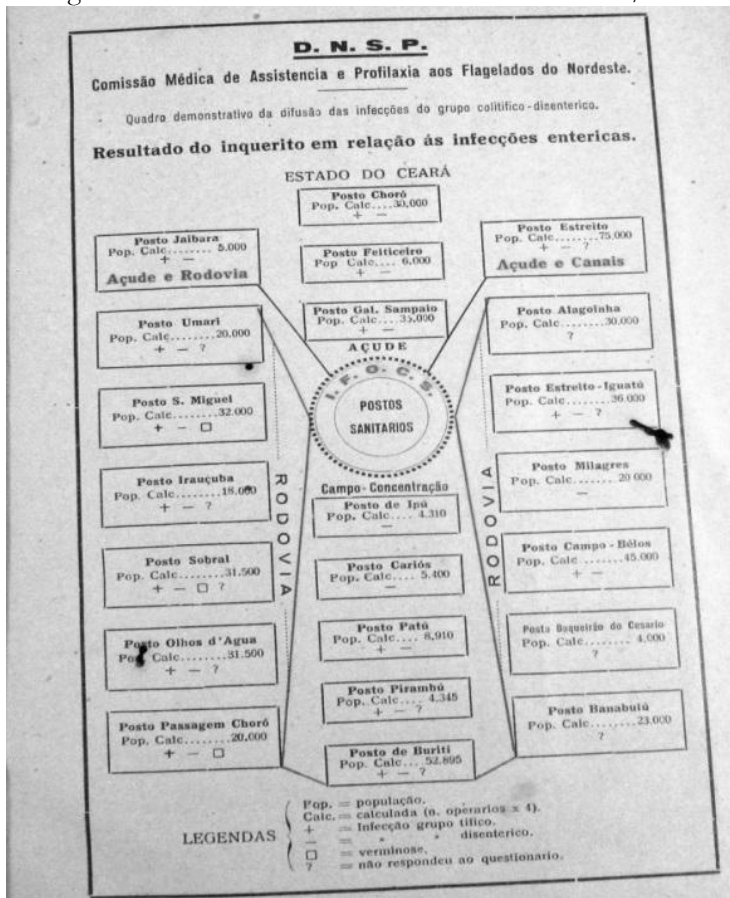 D. N. S. P.
Comissão Médica de Assistencia e Profilaxia aos Flagelados do Nordeste.
Quadro demonstrativo da difusão das infecções do grupo colitifico-disenterico.
Resultado do inquerito em relação ás infecções entericas.
ESTADO DO CEARÁ
Posto Choró
Pop. Calc....30,000
+ −
Posto Jaibara
Pop. Calc........ 5.000
+ −
Açude e Rodovia
Posto Feiticeiro
Pop Calc.... 6,000
+ −
Posto Estreito
Pop. Calc........75,000
+ − ?
Açude e Canais
Posto Umari
Pop. Calc........20,000
+ − ?
Posto Gal. Sampaio
Pop. Calc....35,000
+ −
AÇUDE
Posto Alagoinha
Pop. Calc........30,000
?
I. F. O. C. S.
POSTOS
SANITARIOS
Posto S. Miguel
Pop. Calc........32.000
+ − □
Posto Estreito-Iguatú
Pop. Calc........36.000
+ − ?
Posto Irauçuba
Pop. Calc........18.000
+ − ?
RODOVIA
Campo-Concentração
Posto de Ipú
Pop. Calc.... 4.310
−
RODOVIA
Posto Milagres
Pop. Calc........20 000
−
Posto Sobral
Pop. Calc........31.500
+ − □ ?
Posto Cariós
Pop. Calc.... 5.400
−
Posto Campo-Bélos
Pop. Calc........45.000
+ −
Posto Olhos d'Agua
Pop. Calc........31.500
+ − ?
Posto Patú
Pop. Calc.... 8,910
+ −
Posto Boqueirão do Cesario
Pop. Calc........ 4,000
?
Posto Passagem Choró
Pop. Calc........20,000
+ − □
Posto Pirambú
Pop. Calc.... 4.345
+ − ?
Posto Banabuiú
Pop. Calc........23.000
?
Posto de Buriti
Pop. Calc... 52.895
+ − ?
LEGENDAS
Pop. = população.
Calc. = calculada (n. operarios x 4).
+ = Infecção grupo tifico.
− = " " disenterico.
□ = verminose.
? = não respondeu ao questionario.